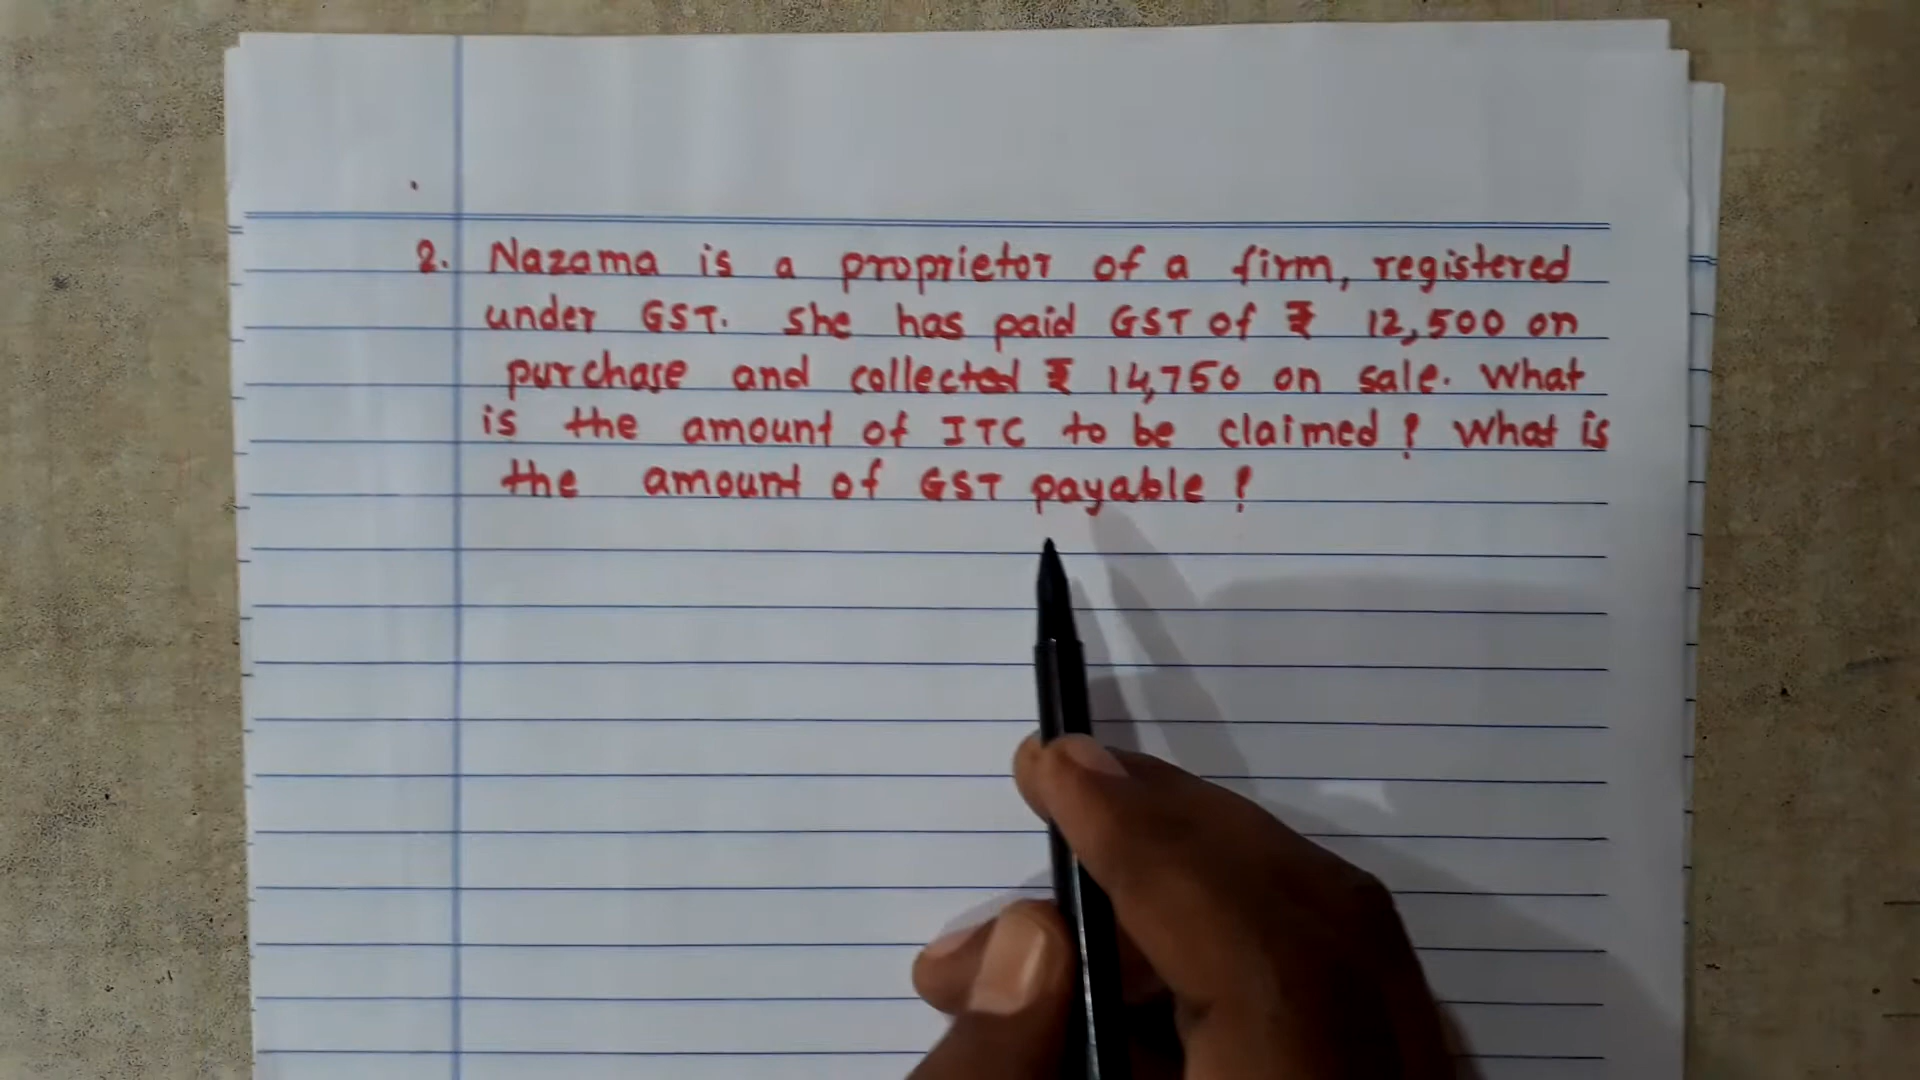 2. Nazama is a proprietor of a firm, registered
under GST. She has paid GST of ₹ 12,500 on
purchase and collected ₹ 14,750 on sale. What
is the amount of ITC to be claimed? What is
the amount of GST payable?